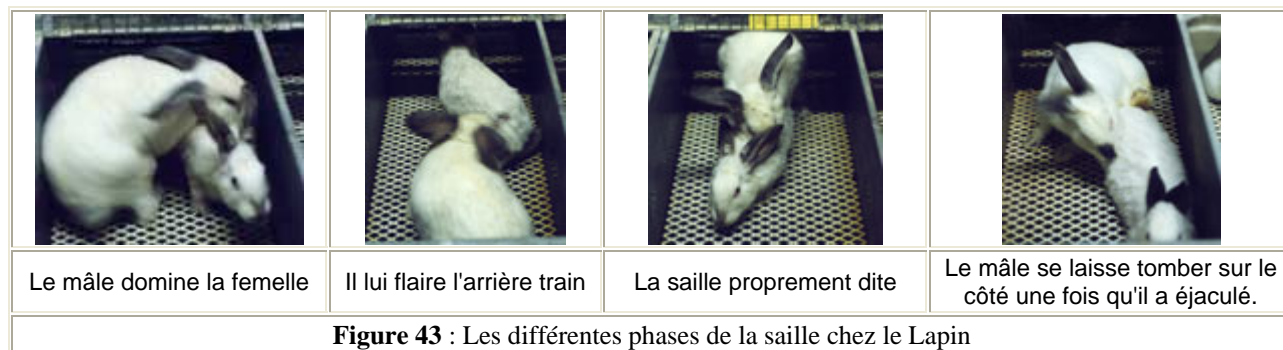 Le mâle domine la femelle
Il lui flaire l'arrière train
La saille proprement dite
Le mâle se laisse tomber sur le
côté une fois qu'il a éjaculé.
Figure 43 : Les différentes phases de la saille chez le Lapin